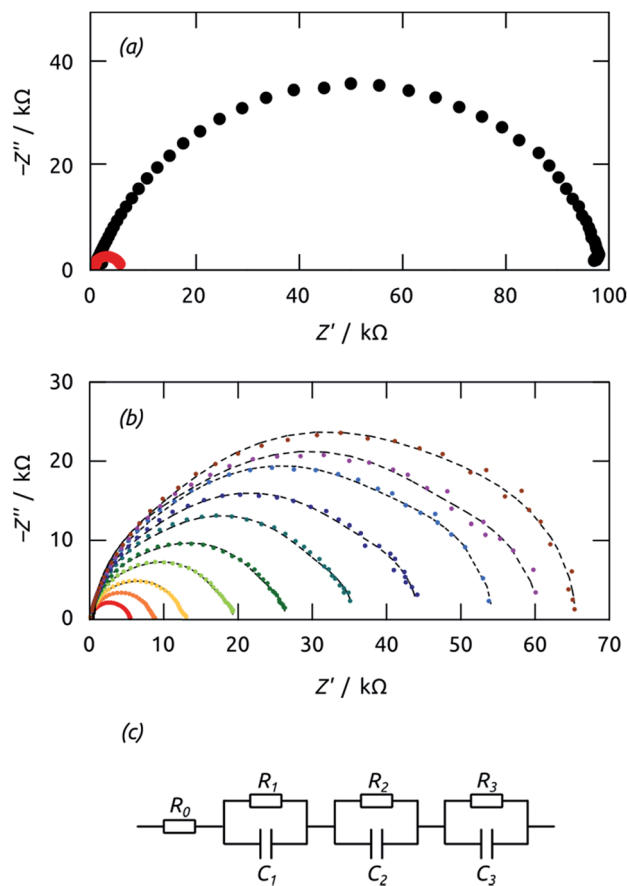 (a)
40
20
0
-Z'' / kΩ
0 20 40 60 80 100
Z' / kΩ
(b)
30
20
10
0
-Z'' / kΩ
0 10 20 30 40 50 60 70
Z' / kΩ
(c)
R0
R1 R2 R3
C1 C2 C3